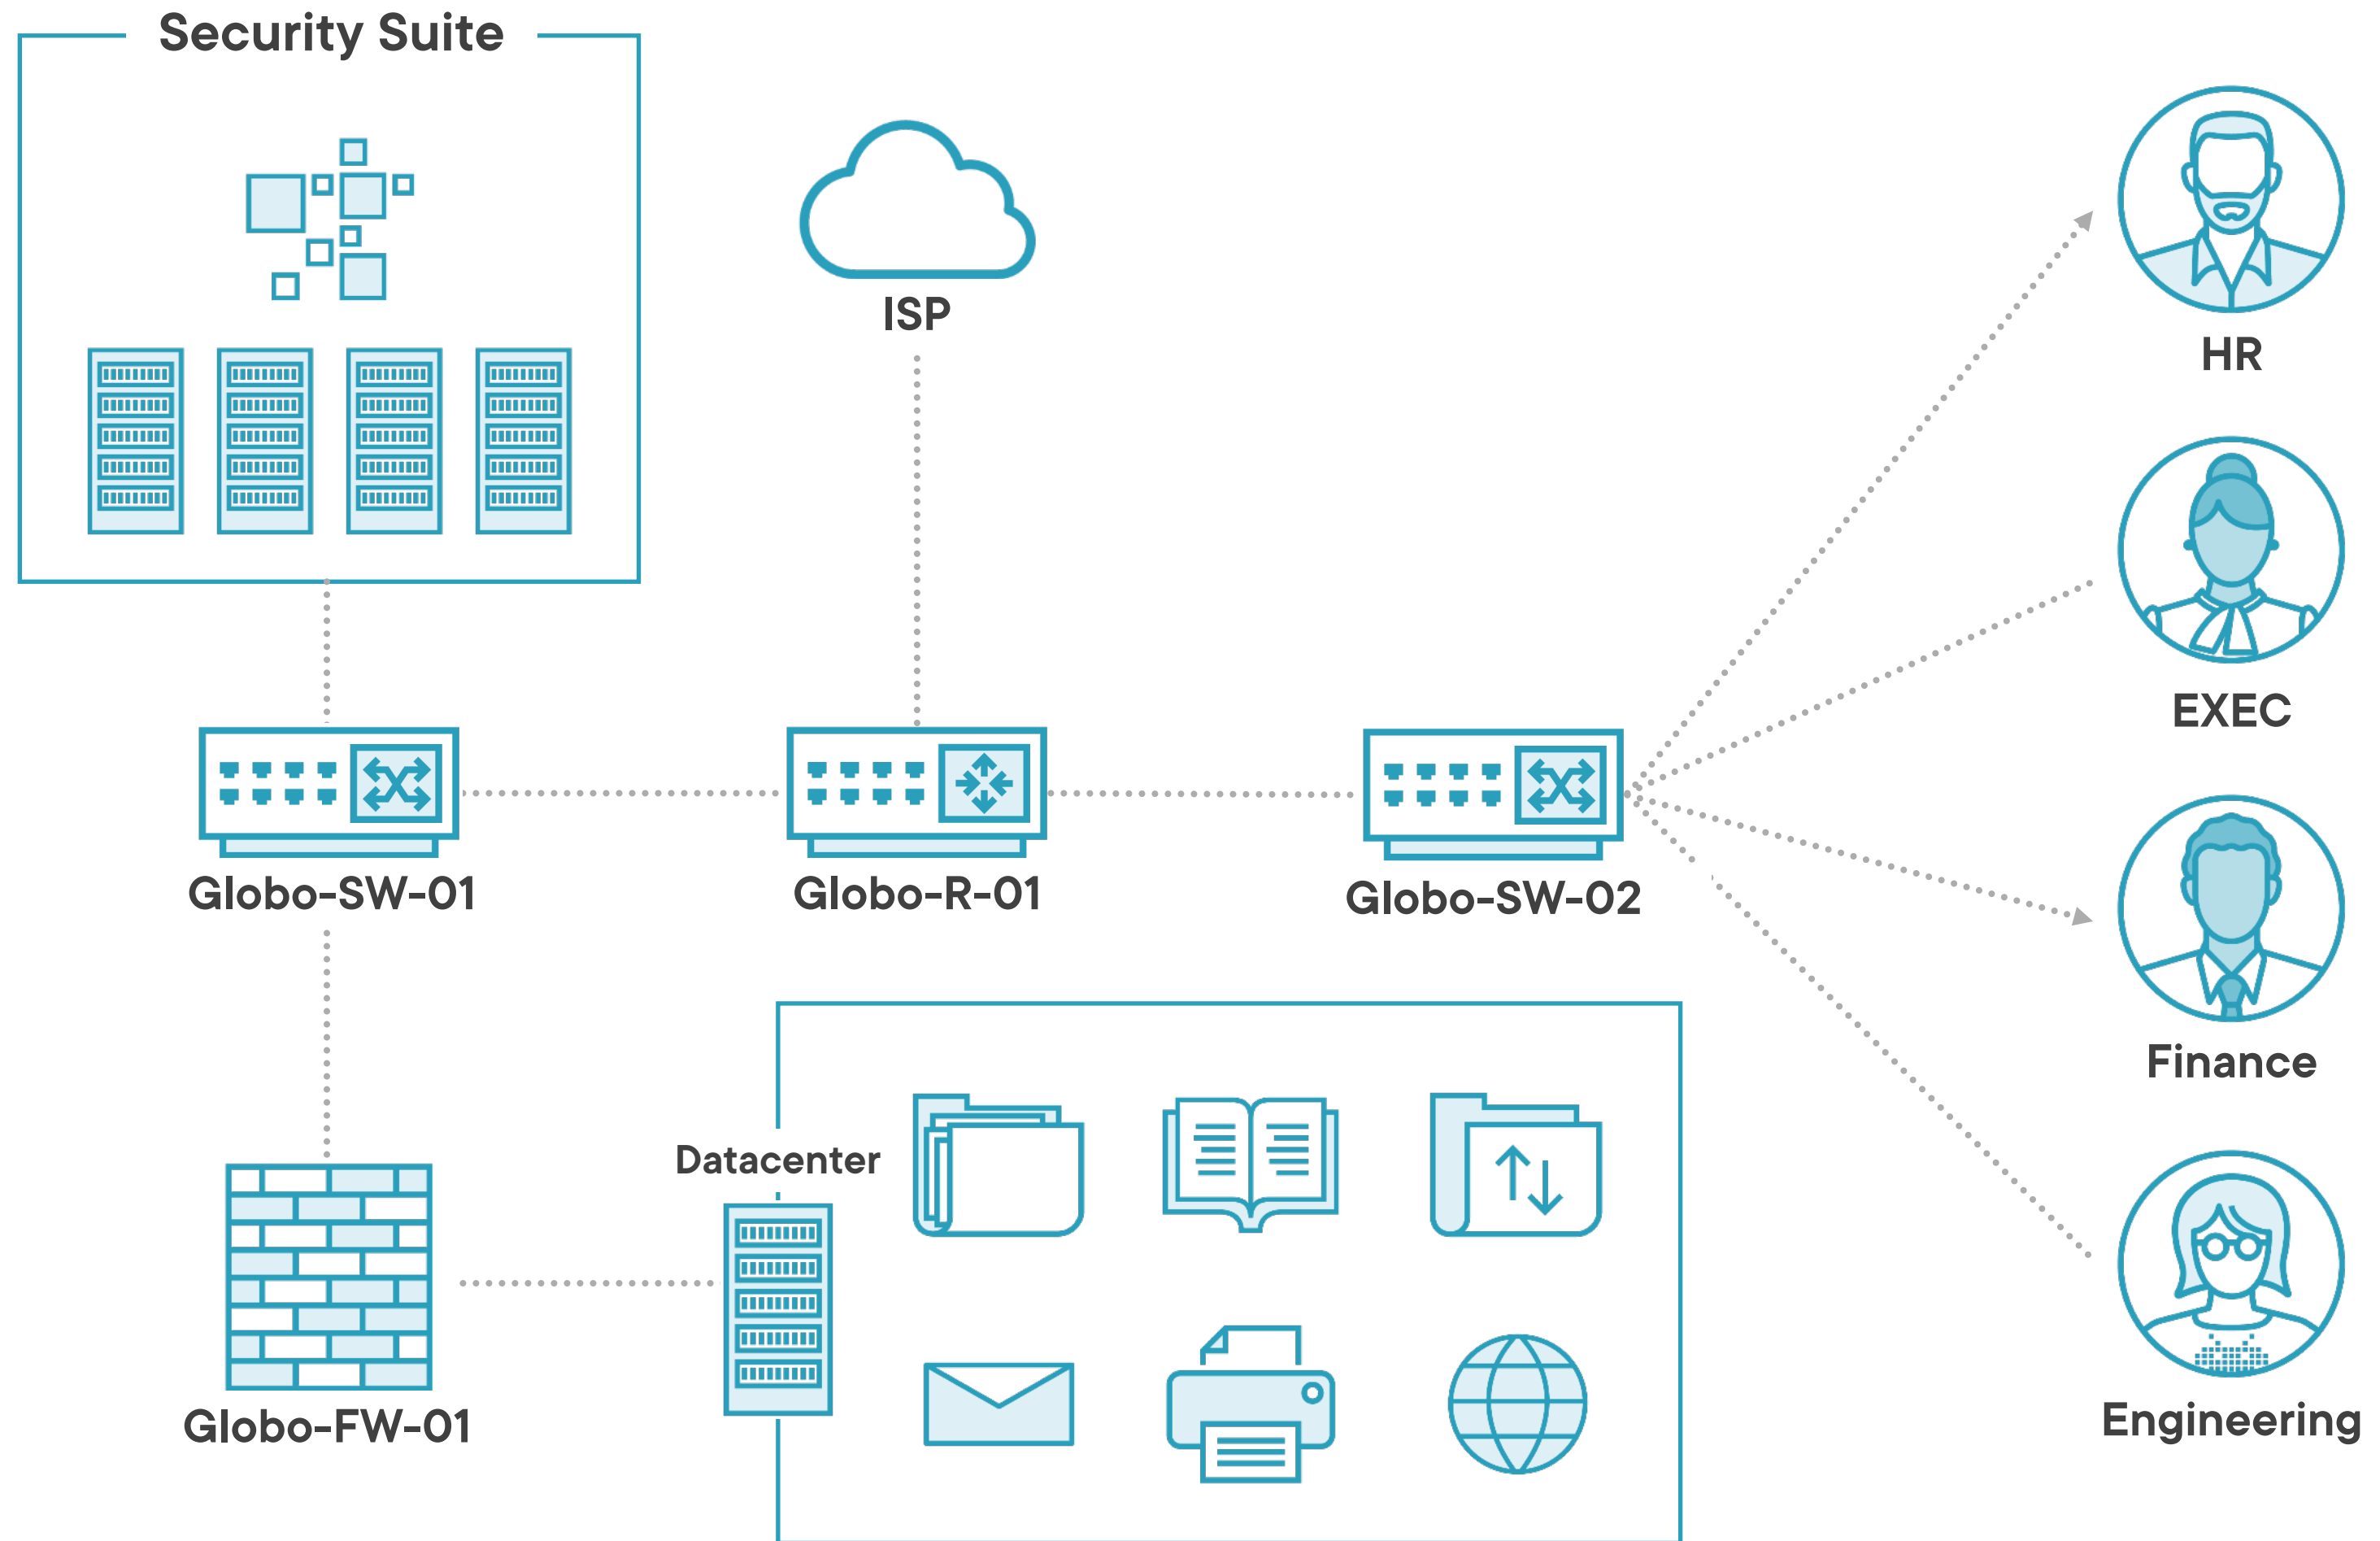 Security Suite
ISP
HR
EXEC
Globo-SW-01
Globo-R-01
Globo-SW-02
Finance
Datacenter
Globo-FW-01
Engineering